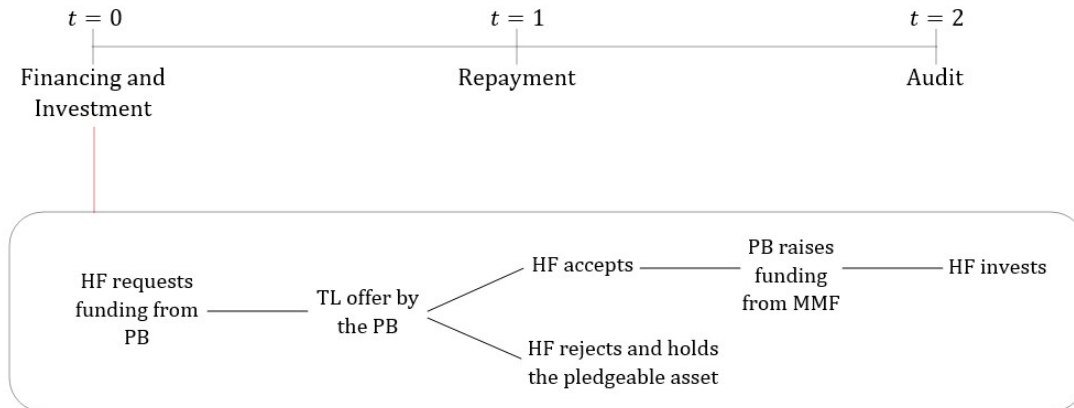 t = 0
t = 1
t = 2
Financing and
Investment
Repayment
Audit
HF requests
funding from
PB
TL offer by
the PB
HF accepts
PB raises
funding
from MMF
HF invests
HF rejects and holds
the pledgeable asset